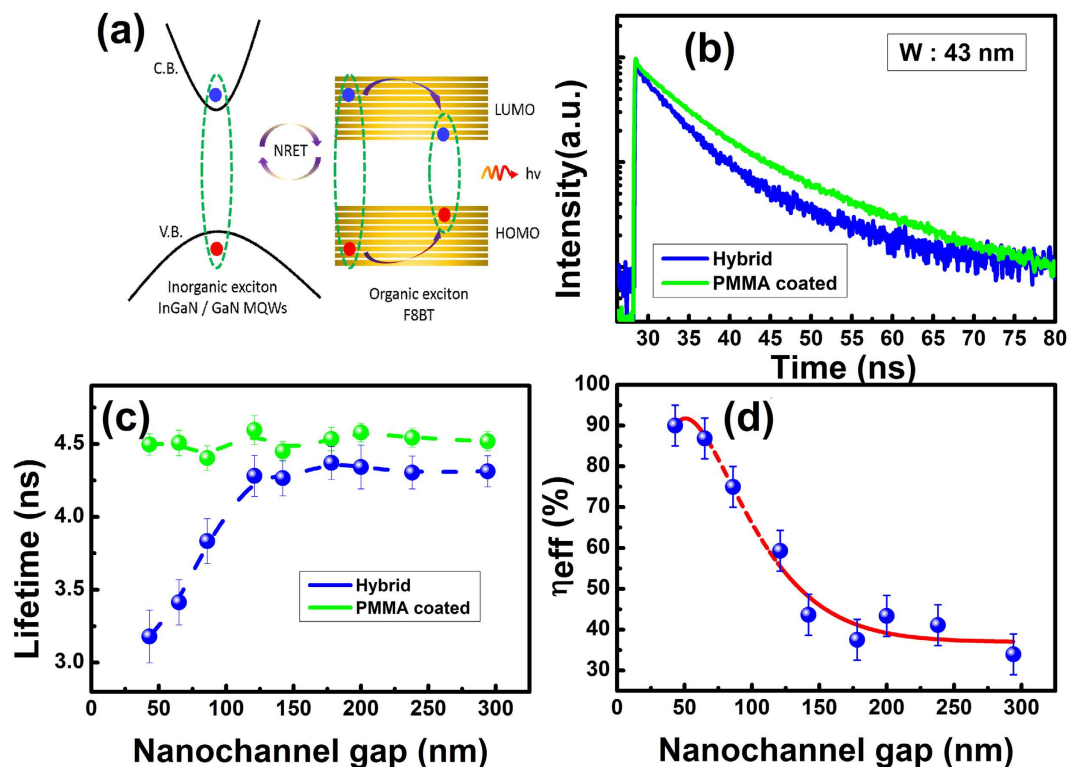 (a)
C.B.
LUMO
NRET
hν
V.B.
HOMO
Inorganic exciton
InGaN / GaN MQWs
Organic exciton
F8BT
(b)
W : 43 nm
Intensity(a.u.)
Hybrid
PMMA coated
30 35 40 45 50 55 60 65 70 75 80
Time (ns)
(c)
Lifetime (ns)
4.5
4.0
3.5
3.0
Hybrid
PMMA coated
0 50 100 150 200 250 300
Nanochannel gap (nm)
(d)
ηeff (%)
100
90
80
70
60
50
40
30
0 50 100 150 200 250 300
Nanochannel gap (nm)